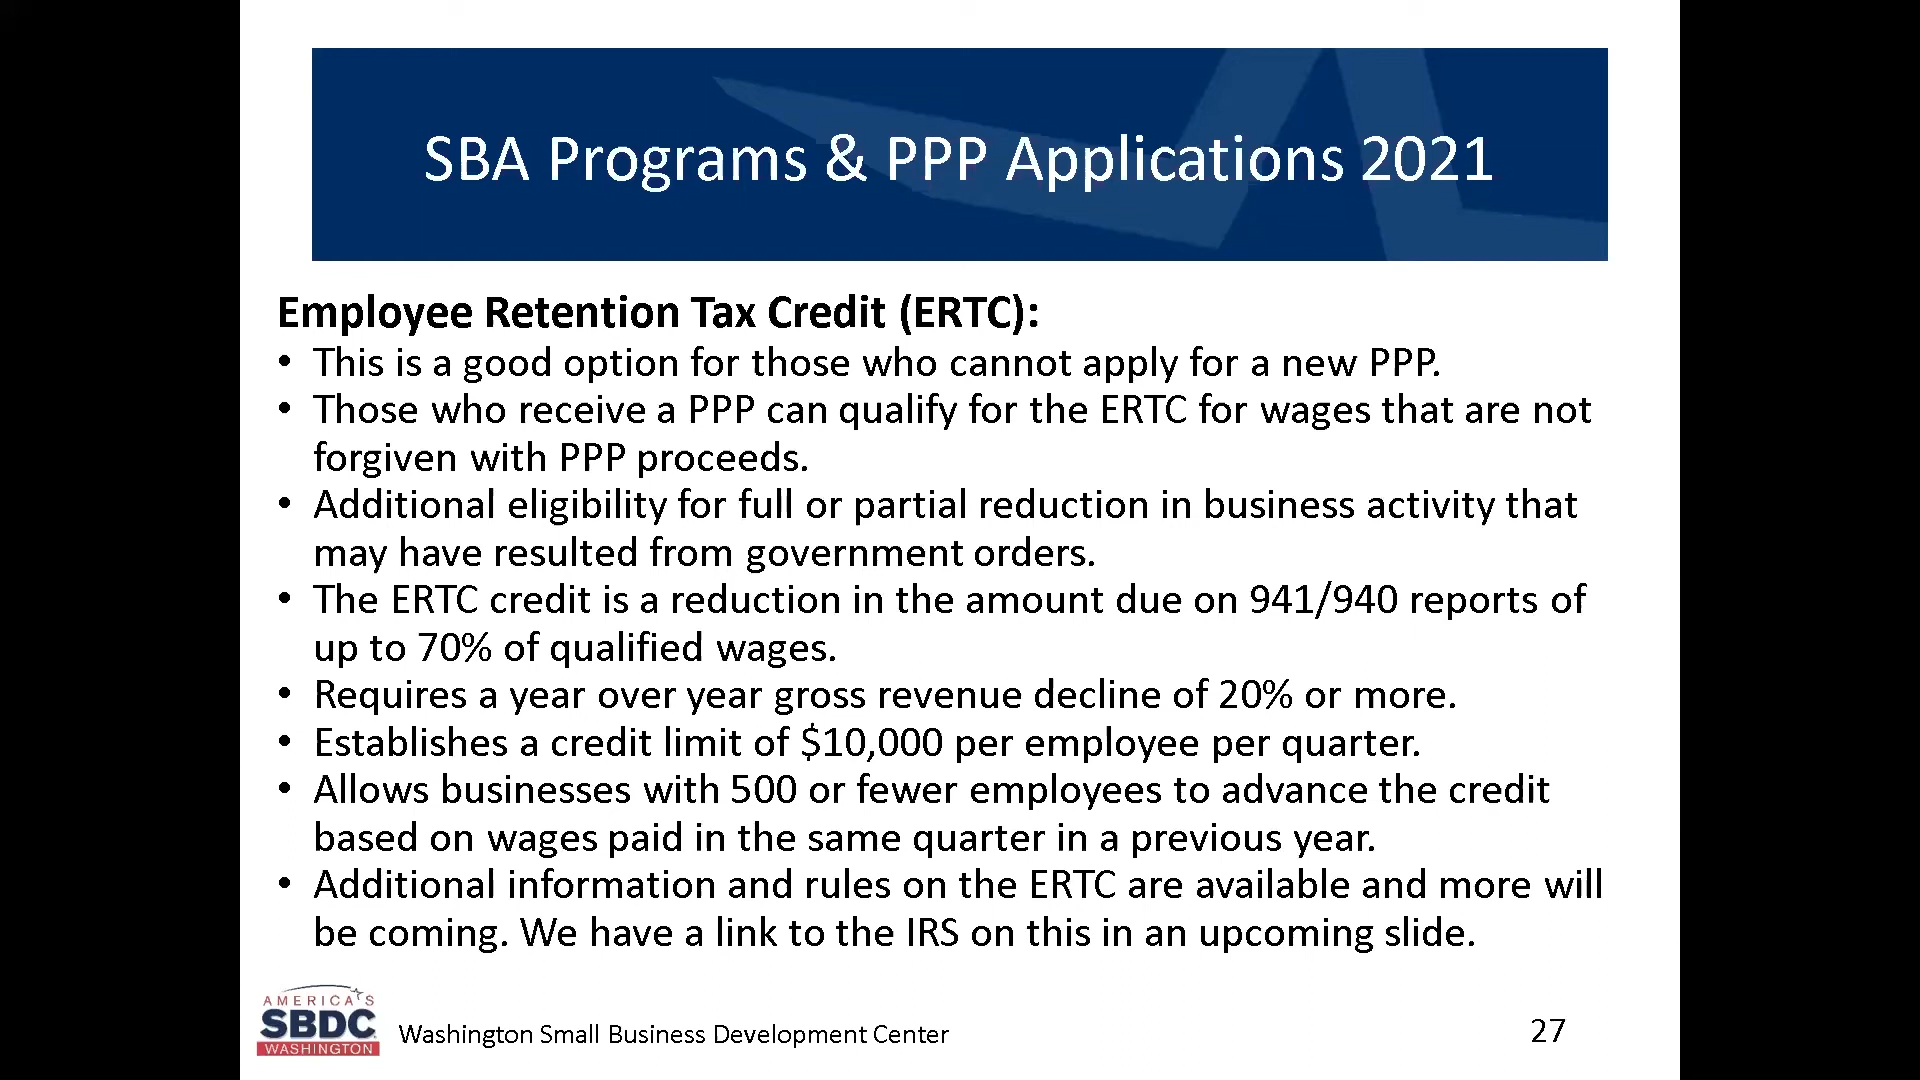 SBA Programs & PPP Applications 2021
Employee Retention Tax Credit (ERTC):
• This is a good option for those who cannot apply for a new PPP.
• Those who receive a PPP can qualify for the ERTC for wages that are not
forgiven with PPP proceeds.
• Additional eligibility for full or partial reduction in business activity that
may have resulted from government orders.
• The ERTC credit is a reduction in the amount due on 941/940 reports of
up to 70% of qualified wages.
• Requires a year over year gross revenue decline of 20% or more.
• Establishes a credit limit of $10,000 per employee per quarter.
• Allows businesses with 500 or fewer employees to advance the credit
based on wages paid in the same quarter in a previous year.
• Additional information and rules on the ERTC are available and more will
be coming. We have a link to the IRS on this in an upcoming slide.
AMERICA'S
SBDC
WASHINGTON
Washington Small Business Development Center
27